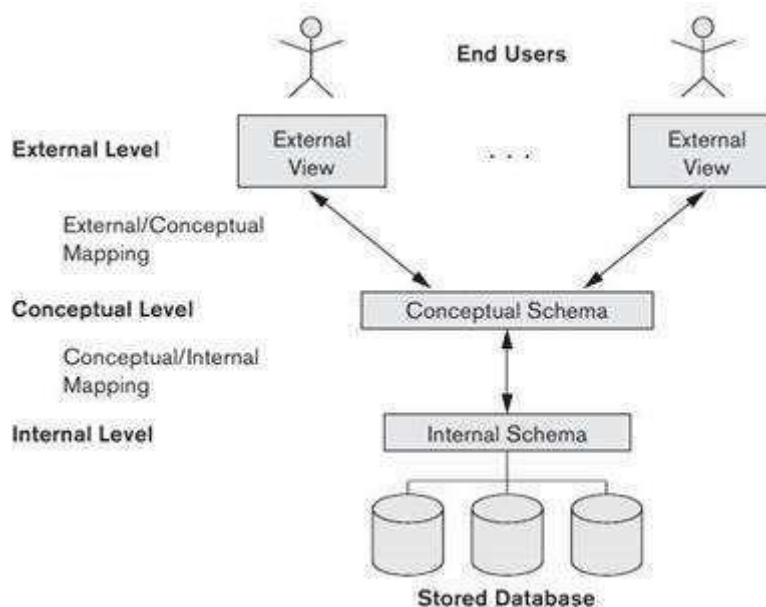 End Users
External Level
External
View
. . .
External
View
External/Conceptual
Mapping
Conceptual Level
Conceptual Schema
Conceptual/Internal
Mapping
Internal Level
Internal Schema
Stored Database